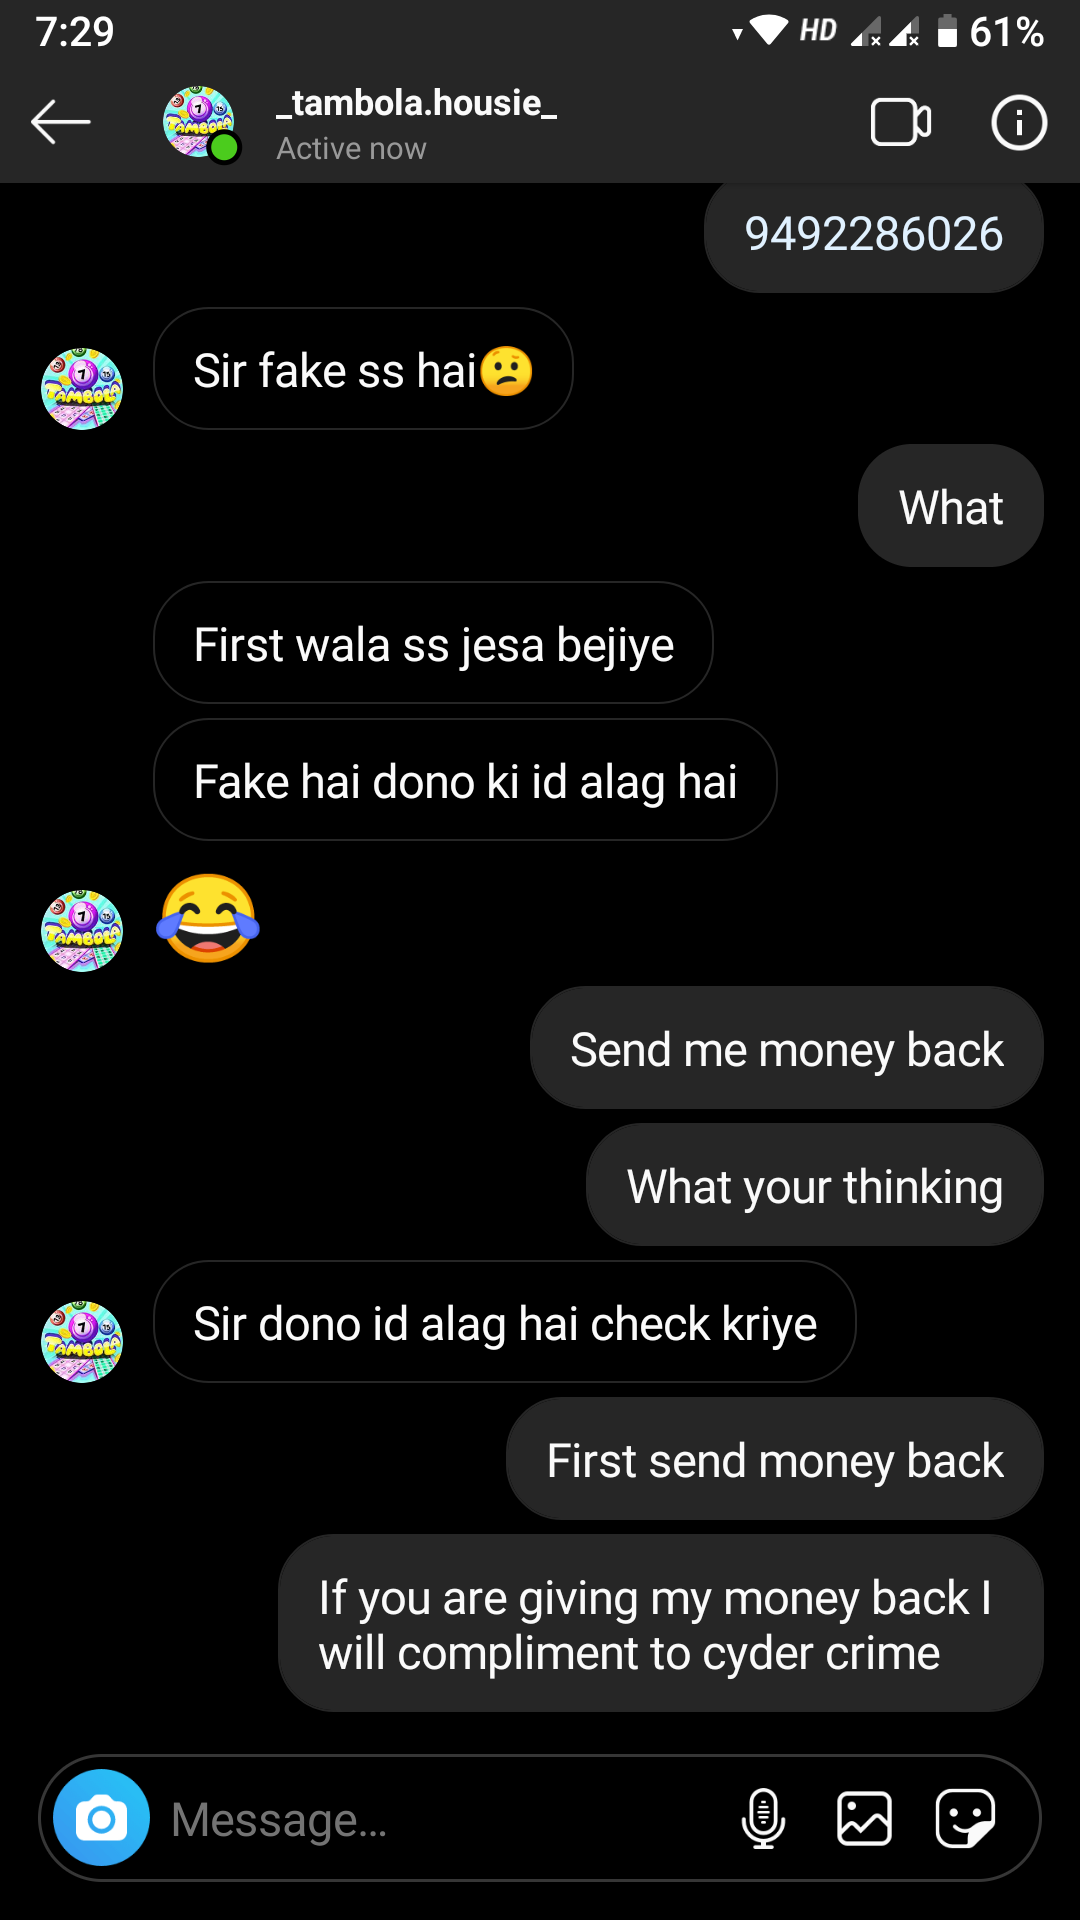 7:29
HD
61%
_tambola.housie_
Active now
9492286026
Sir fake ss hai😟
What
First wala ss jesa bejiye
Fake hai dono ki id alag hai
😂
Send me money back
What your thinking
Sir dono id alag hai check kriye
First send money back
If you are giving my money back I
will compliment to cyder crime
Message...